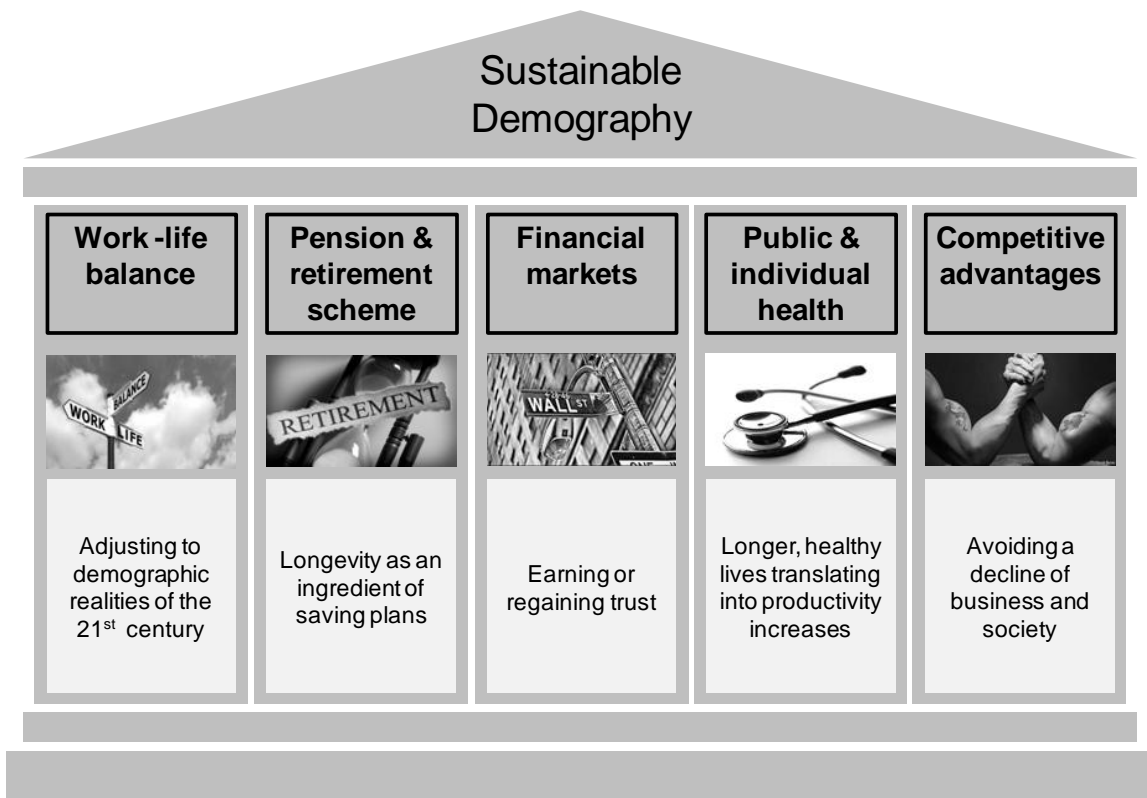 Sustainable
Demography
Work -life
balance
Pension &
retirement
scheme
Financial
markets
Public &
individual
health
Competitive
advantages
BALANCE
WORK LIFE
RETIREMENT
WALL ST
Adjusting to
demographic
realities of the
21st century
Longevity as an
ingredient of
saving plans
Earning or
regaining trust
Longer, healthy
lives translating
into productivity
increases
Avoiding a
decline of
business and
society